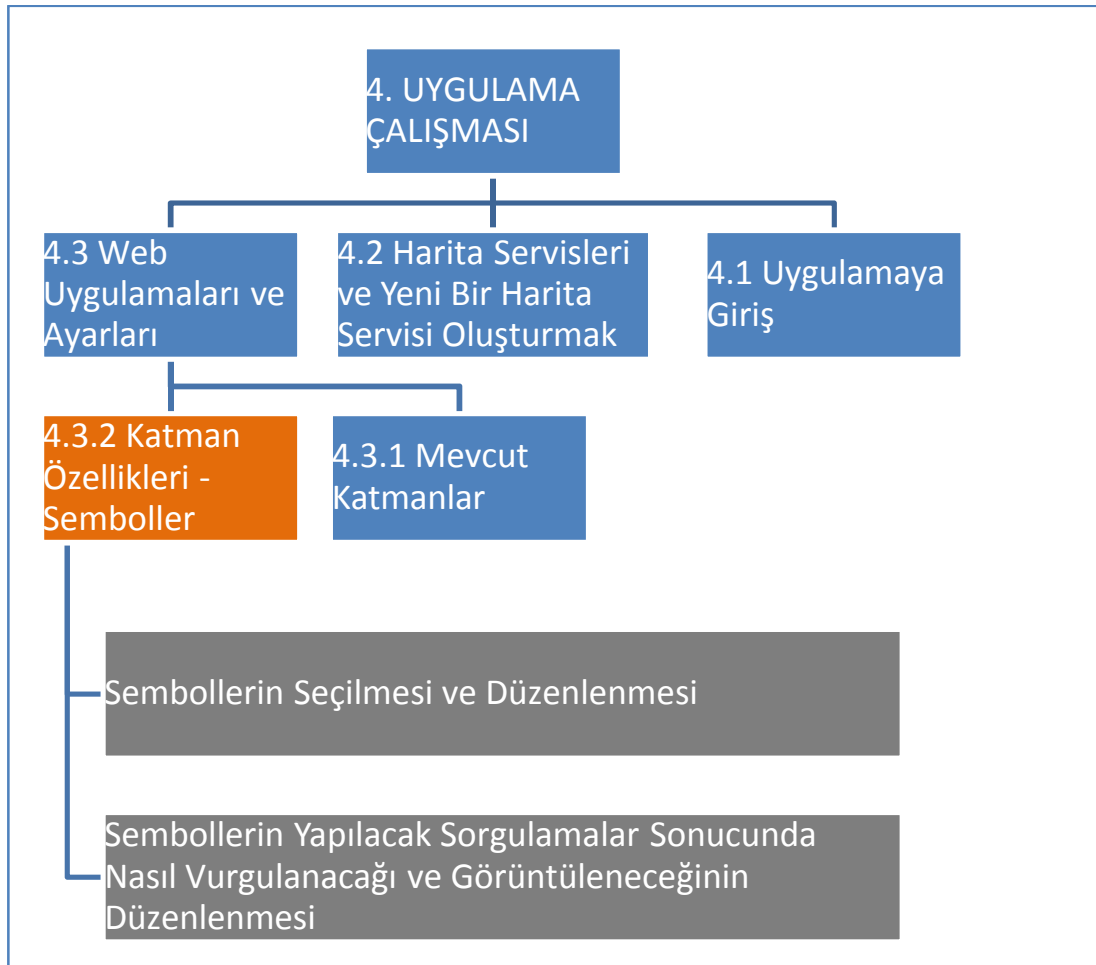 4. UYGULAMA
ÇALIŞMASI
4.3 Web
Uygulamaları ve
Ayarları
4.2 Harita Servisleri
ve Yeni Bir Harita
Servisi Oluşturmak
4.1 Uygulamaya
Giriş
4.3.2 Katman
Özellikleri -
Semboller
4.3.1 Mevcut
Katmanlar
Sembollerin Seçilmesi ve Düzenlenmesi
Sembollerin Yapılacak Sorgulamalar Sonucunda
Nasıl Vurgulanacağı ve Görüntüleneceğinin
Düzenlenmesi